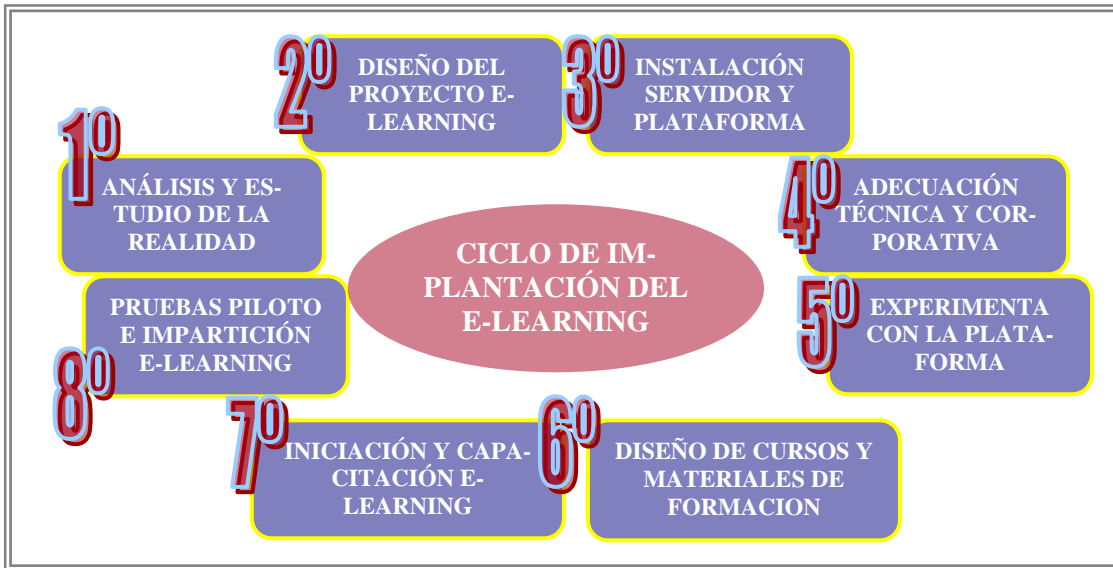 1º
ANÁLISIS Y ES-
TUDIO DE LA
REALIDAD
2º
DISEÑO DEL
PROYECTO E-
LEARNING
3º
INSTALACIÓN
SERVIDOR Y
PLATAFORMA
4º
ADECUACIÓN
TÉCNICA Y COR-
PORATIVA
5º
EXPERIMENTA
CON LA PLATA-
FORMA
6º
DISEÑO DE CURSOS Y
MATERIALES DE
FORMACION
7º
INICIACIÓN Y CAPA-
CITACIÓN E-
LEARNING
8º
PRUEBAS PILOTO
E IMPARTICIÓN
E-LEARNING
CICLO DE IM-
PLANTACIÓN DEL
E-LEARNING